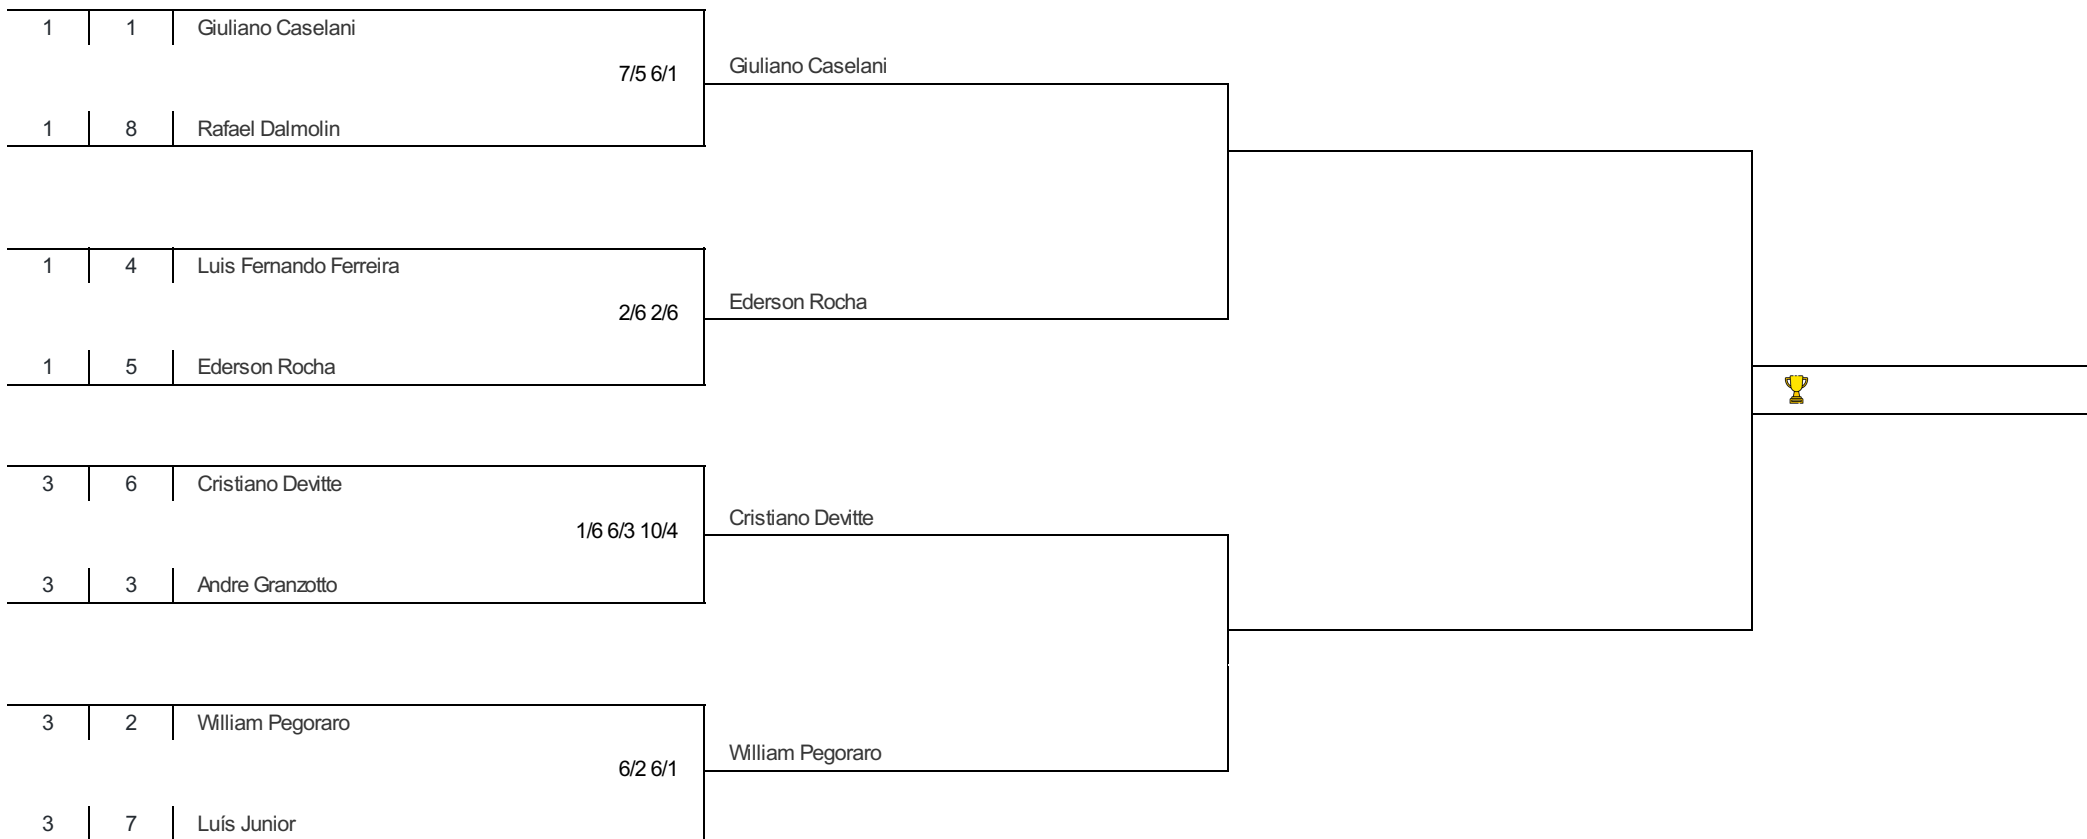 1 1 Giuliano Caselani
7/5 6/1
Giuliano Caselani
1 8 Rafael Dalmolin
1 4 Luis Fernando Ferreira
2/6 2/6
Ederson Rocha
1 5 Ederson Rocha
3 6 Cristiano Devitte
1/6 6/3 10/4
Cristiano Devitte
3 3 Andre Granzotto
3 2 William Pegoraro
6/2 6/1
William Pegoraro
3 7 Luís Junior